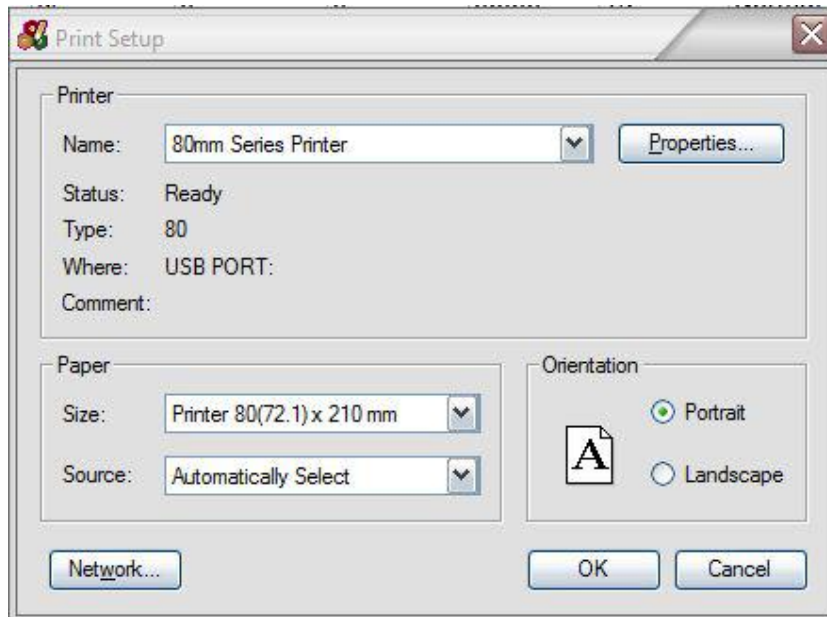 Print Setup
Printer
Name: 80mm Series Printer Properties...
Status: Ready
Type: 80
Where: USB PORT:
Comment:
Paper
Size: Printer 80(72.1) x 210 mm
Source: Automatically Select
Orientation
A
Portrait
Landscape
Network...
OK Cancel